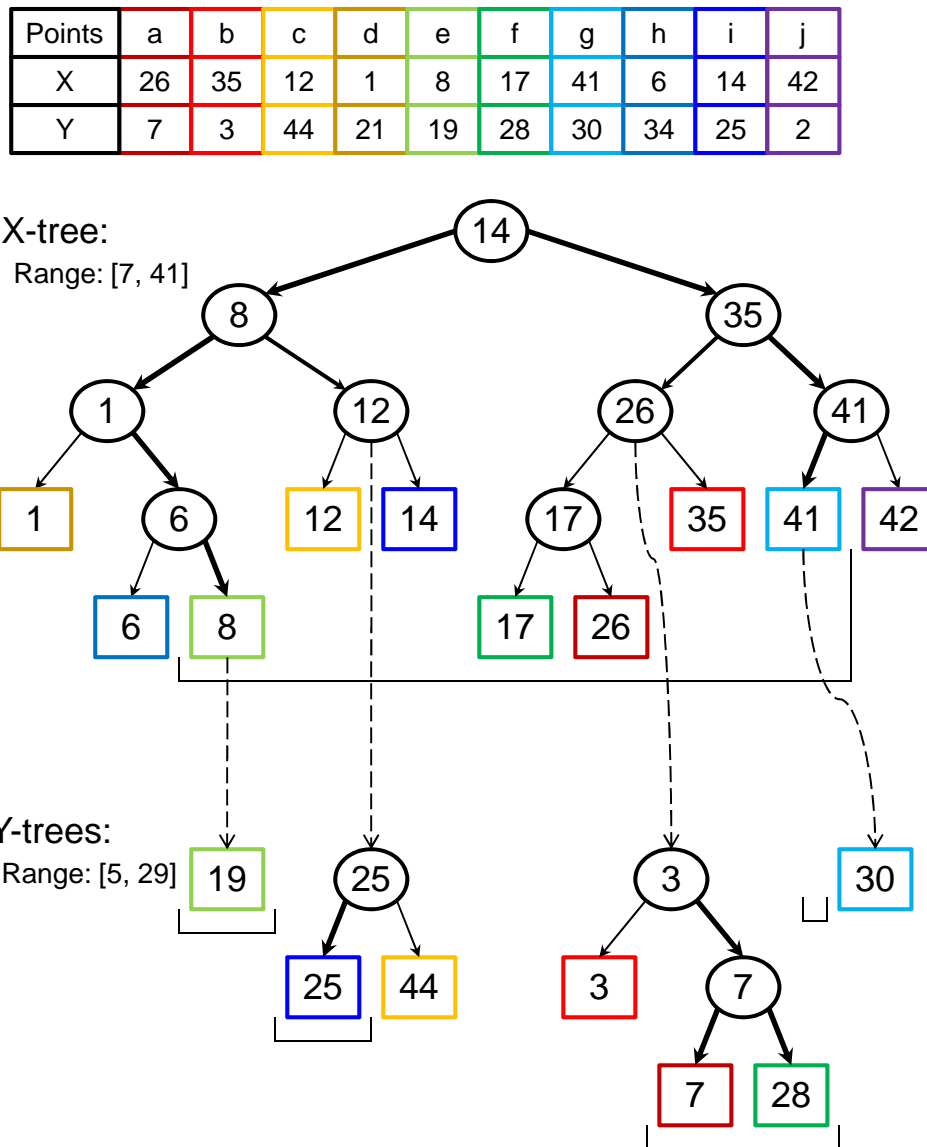 Points a b c d e f g h i j
X 26 35 12 1 8 17 41 6 14 42
Y 7 3 44 21 19 28 30 34 25 2
X-tree:
Range: [7, 41]
14
8 35
1 12 26 41
1 6 12 14 17 35 41 42
6 8 17 26
Y-trees:
Range: [5, 29]
19 25 3 30
25 44 3 7
7 28